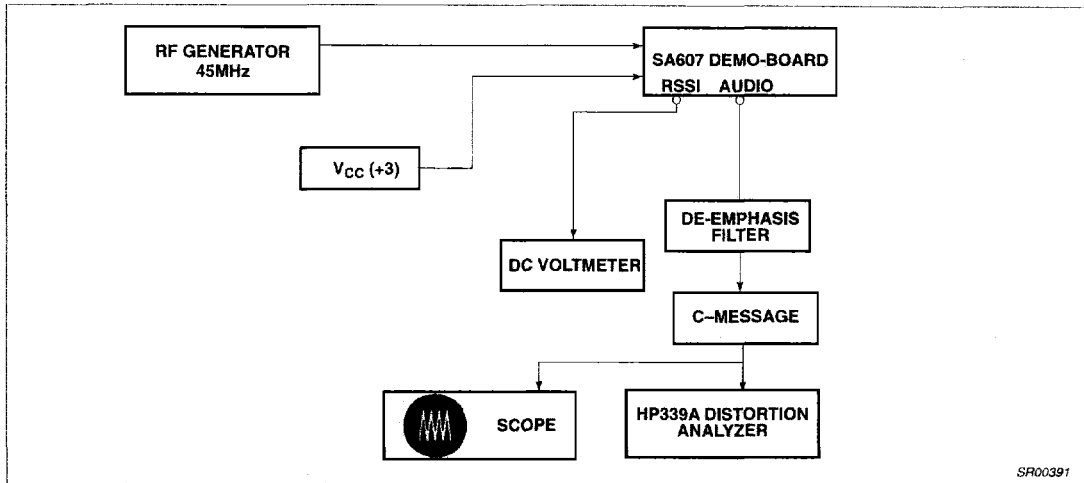 RF GENERATOR
45MHz
SA607 DEMO-BOARD
RSSI AUDIO
VCC (+3)
DE-EMPHASIS
FILTER
DC VOLTMETER
C–MESSAGE
SCOPE
HP339A DISTORTION
ANALYZER
SR00391